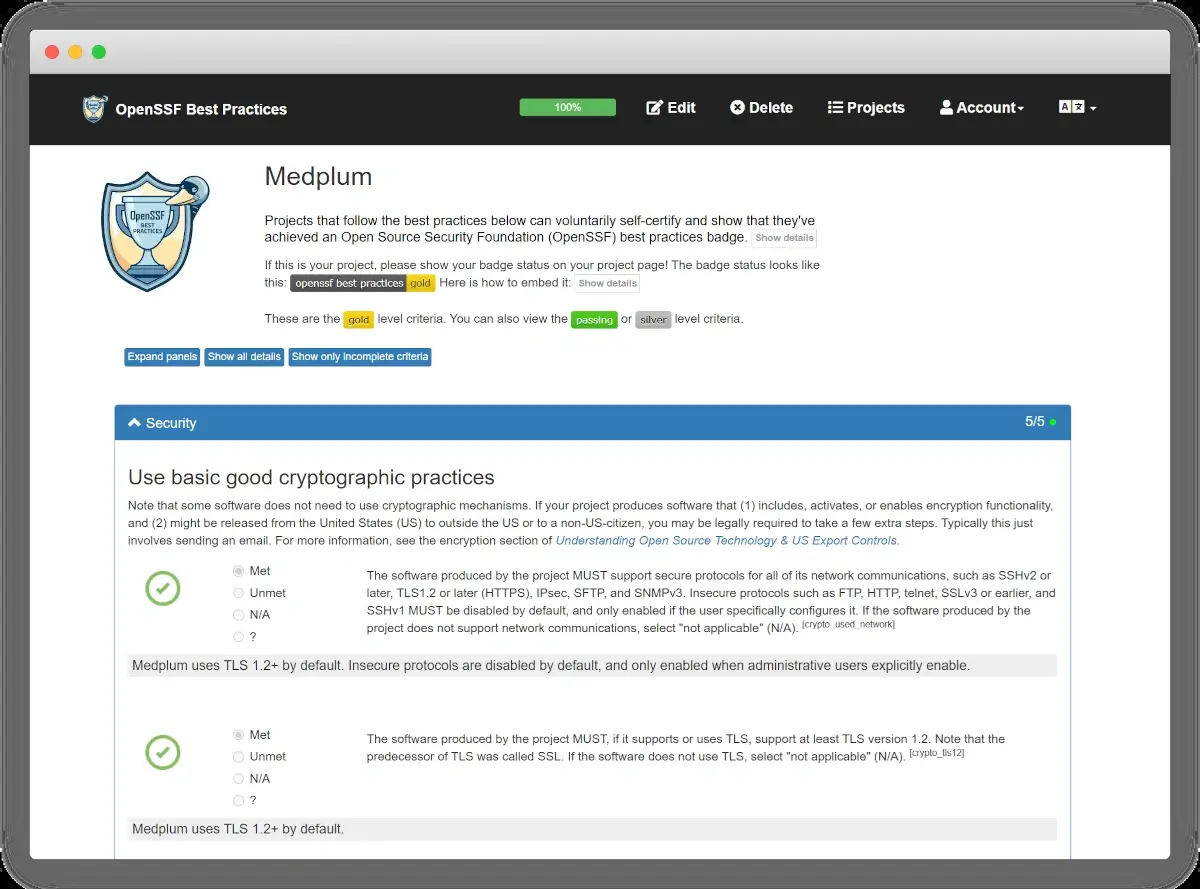 OpenSSF Best Practices
100%
Edit
Delete
Projects
Account
A
OpenSSF
BEST
PRACTICES
Medplum
Projects that follow the best practices below can voluntarily self-certify and show that they've
achieved an Open Source Security Foundation (OpenSSF) best practices badge. Show details
If this is your project, please show your badge status on your project page! The badge status looks like
this: openssf best practices gold Here is how to embed it: Show details
These are the gold level criteria. You can also view the passing or silver level criteria.
Expand panels Show all details Show only incomplete criteria
Security 5/5
Use basic good cryptographic practices
Note that some software does not need to use cryptographic mechanisms. If your project produces software that (1) includes, activates, or enables encryption functionality,
and (2) might be released from the United States (US) to outside the US or to a non-US-citizen, you may be legally required to take a few extra steps. Typically this just
involves sending an email. For more information, see the encryption section of Understanding Open Source Technology & US Export Controls.
Met
Unmet
N/A
?
The software produced by the project MUST support secure protocols for all of its network communications, such as SSHv2 or
later, TLS1.2 or later (HTTPS), IPsec, SFTP, and SNMPv3. Insecure protocols such as FTP, HTTP, telnet, SSLv3 or earlier, and
SSHv1 MUST be disabled by default, and only enabled if the user specifically configures it. If the software produced by the
project does not support network communications, select "not applicable" (N/A). [crypto_used_network]
Medplum uses TLS 1.2+ by default. Insecure protocols are disabled by default, and only enabled when administrative users explicitly enable.
Met
Unmet
N/A
?
The software produced by the project MUST, if it supports or uses TLS, support at least TLS version 1.2. Note that the
predecessor of TLS was called SSL. If the software does not use TLS, select "not applicable" (N/A). [crypto_tls12]
Medplum uses TLS 1.2+ by default.